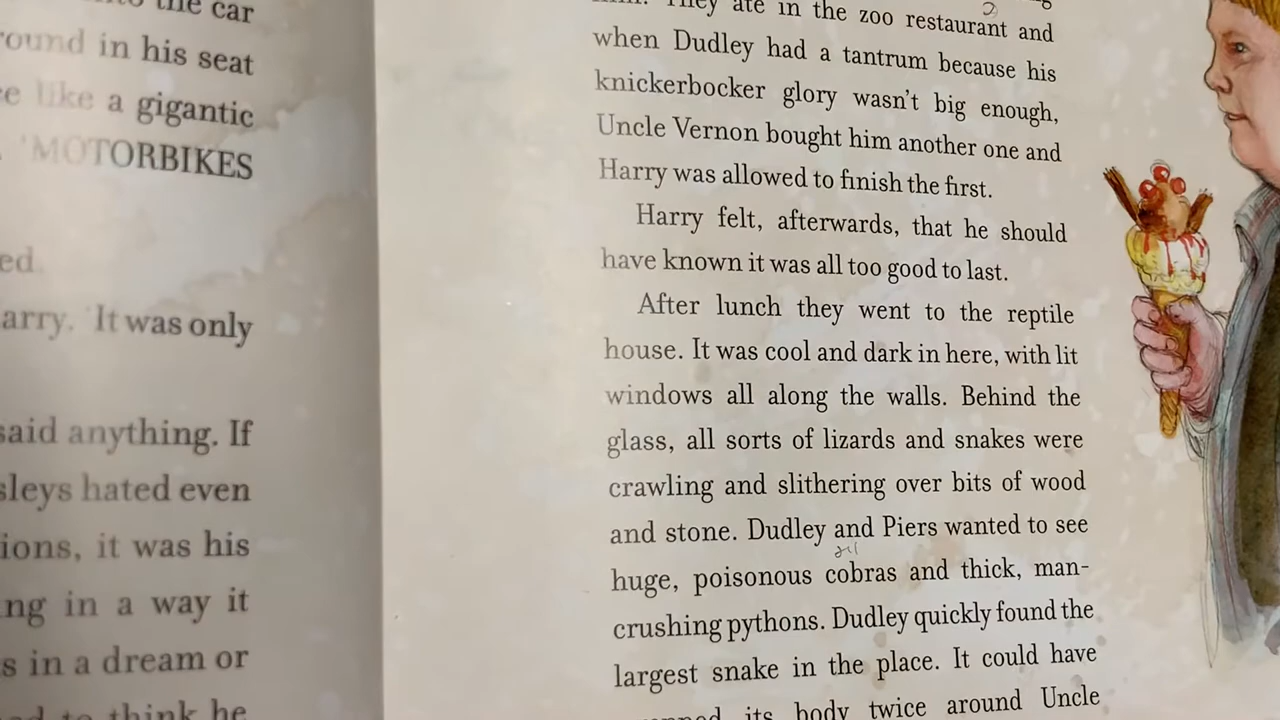 the car
round in his seat
like a gigantic
'MOTORBIKES
arry. 'It was only
said anything. If
sleys hated even
ions, it was his
ng in a way it
s in a dream or
to think he
They ate in the zoo restaurant and
when Dudley had a tantrum because his
knickerbocker glory wasn't big enough,
Uncle Vernon bought him another one and
Harry was allowed to finish the first.
Harry felt, afterwards, that he should
have known it was all too good to last.
After lunch they went to the reptile
house. It was cool and dark in here, with lit
windows all along the walls. Behind the
glass, all sorts of lizards and snakes were
crawling and slithering over bits of wood
and stone. Dudley and Piers wanted to see
huge, poisonous cobras and thick, man-
crushing pythons. Dudley quickly found the
largest snake in the place. It could have
its body twice around Uncle